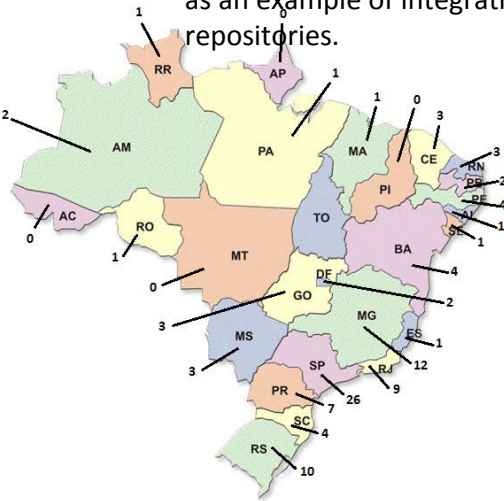 as an example of integrati
repositories.
0
1
RR
AP
1
1
0
3
2
AM
PA
MA
CE
3
RN
PB
2
PI
PE
4
AC
TO
AL
1
RO
SE
1
0
1
MT
BA
4
0
DF
2
GO
3
MG
ES
1
MS
12
SP
RJ
3
26
9
PR
7
SC
4
RS
10